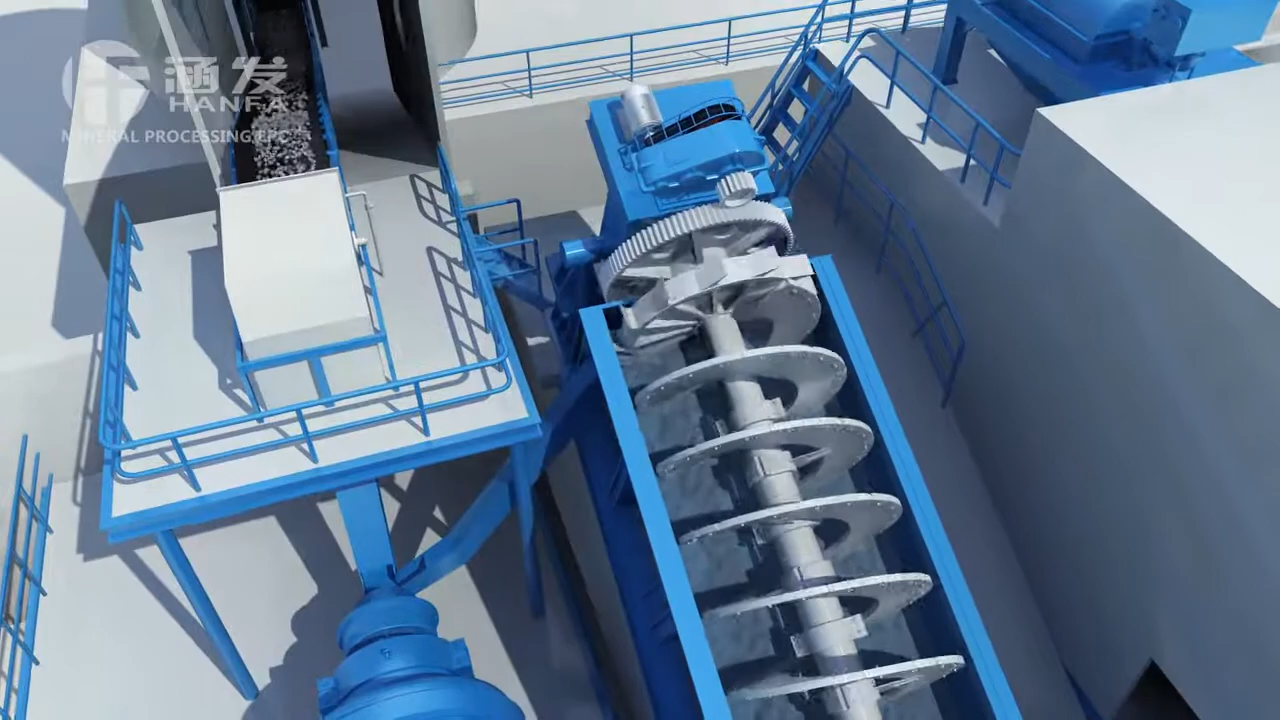 涵发
HANFA
MINERAL PROCESSING EPC